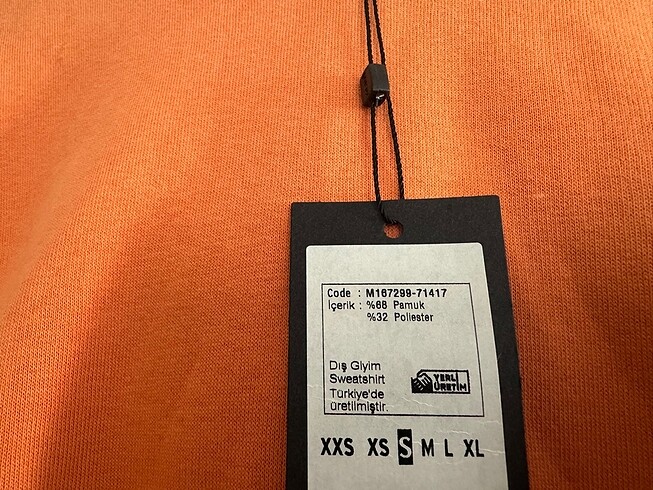 Code : M167299-71417
İçerik : %68 Pamuk
%32 Poliester
Dış Giyim
Sweatshirt
Türkiye'de
üretilmiştir.
YERLİ
ÜRETİM
XXS XS S M L XL